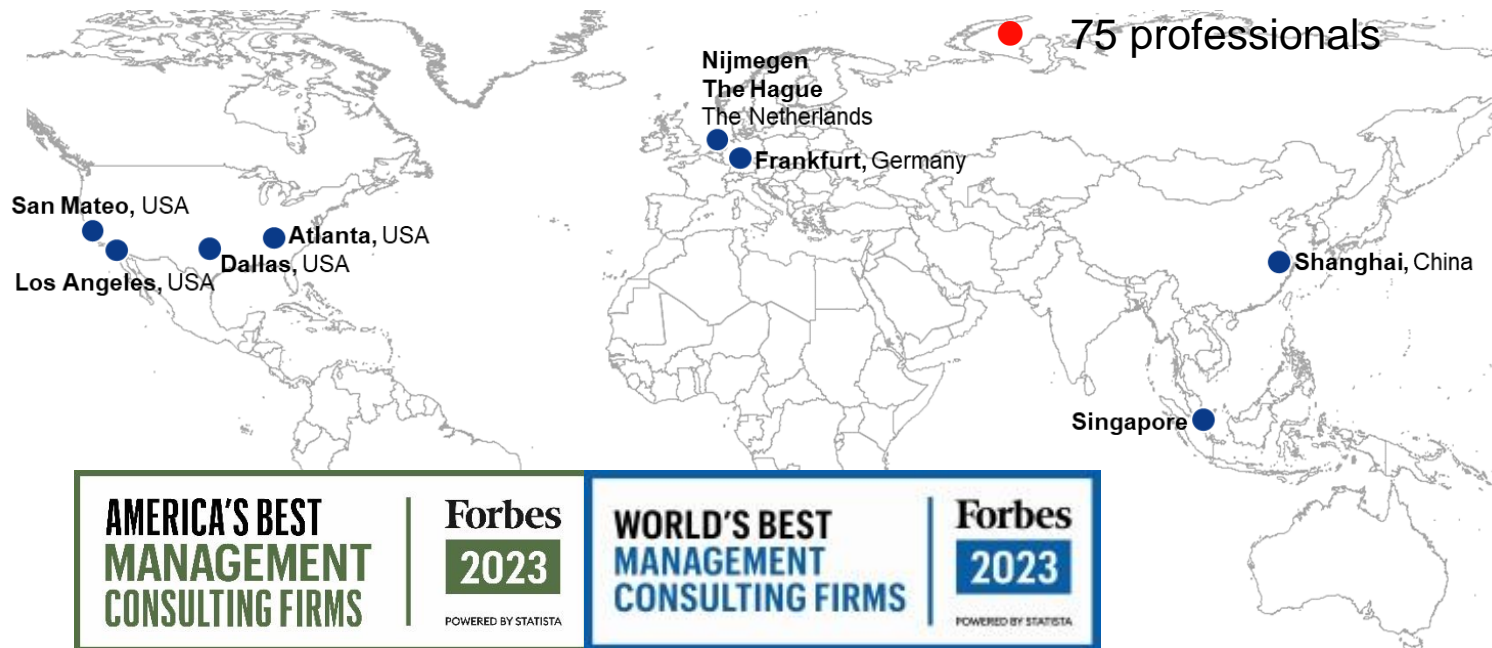 75 professionals
Nijmegen
The Hague
The Netherlands
Frankfurt, Germany
San Mateo, USA
Atlanta, USA
Dallas, USA
Los Angeles, USA
Shanghai, China
Singapore
AMERICA'S BEST
MANAGEMENT
CONSULTING FIRMS
Forbes
2023
POWERED BY STATISTA
WORLD'S BEST
MANAGEMENT
CONSULTING FIRMS
Forbes
2023
POWERED BY STATISTA